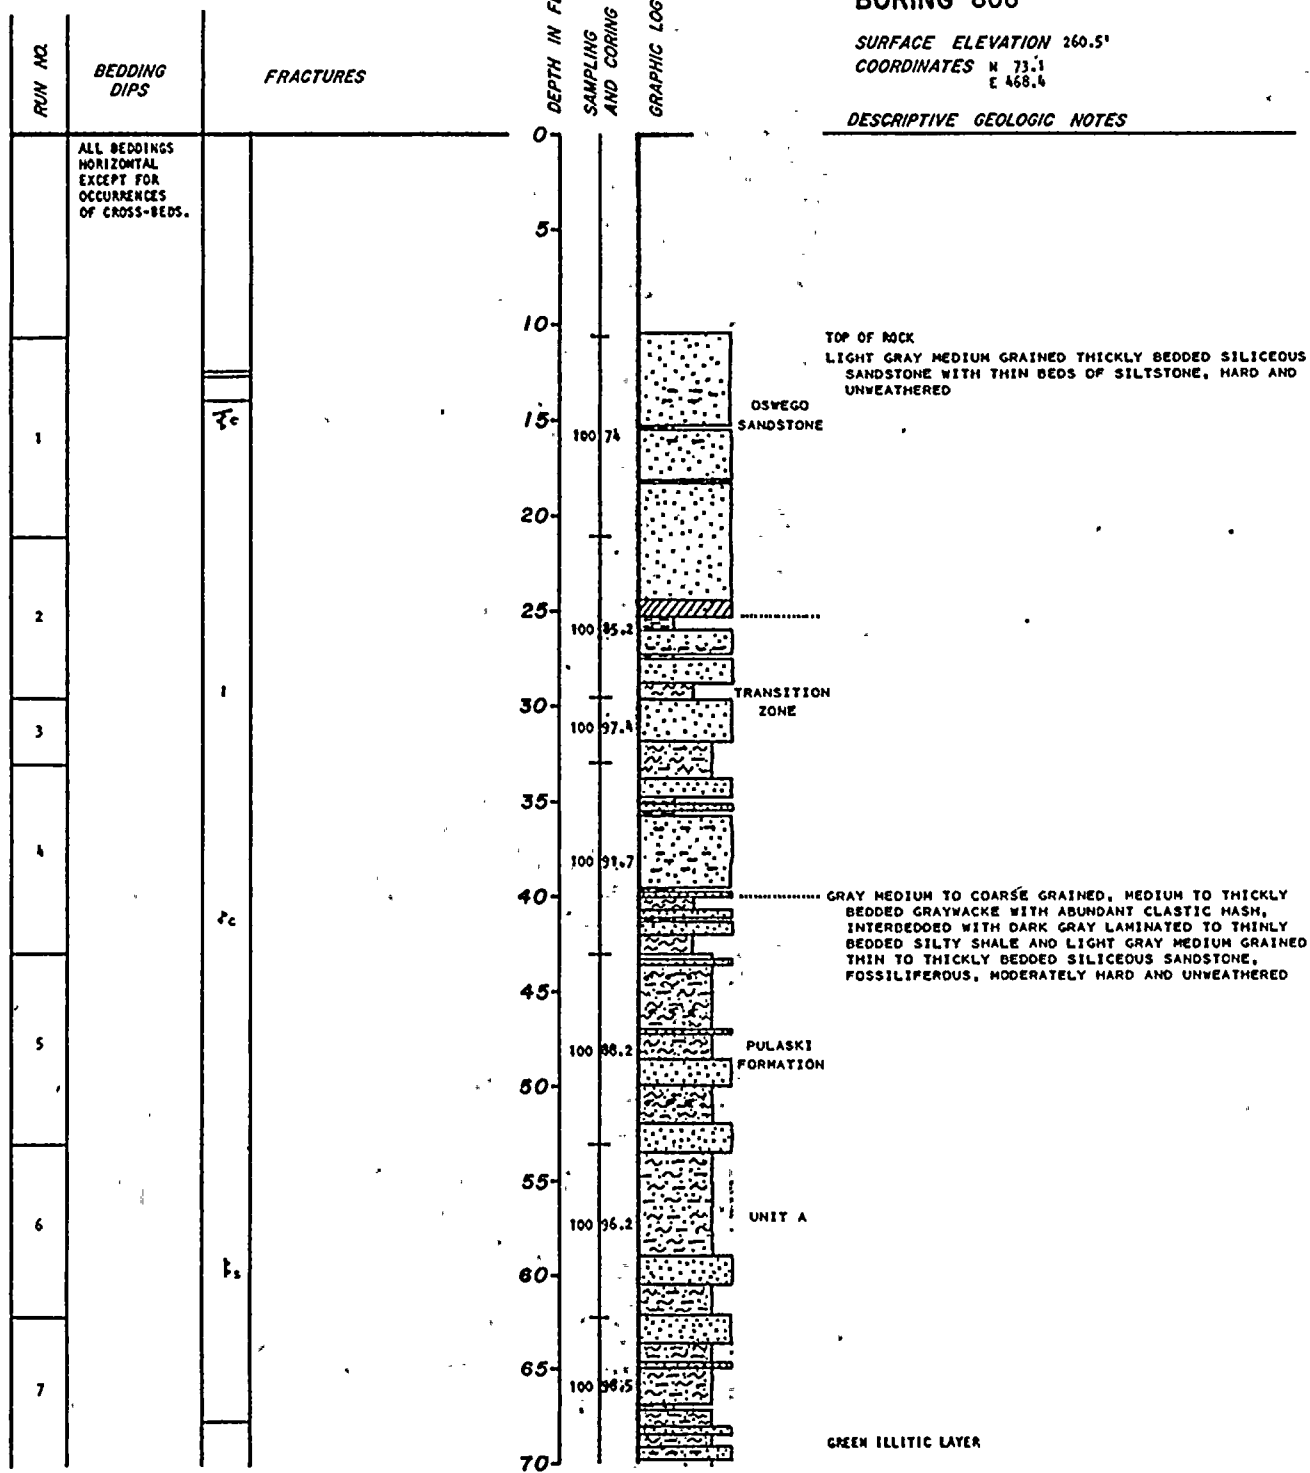 BORING 806
SURFACE ELEVATION 260.5'
COORDINATES N 73.1
E 468.4
RUN NO.
BEDDING
DIPS
FRACTURES
DEPTH IN
SAMPLING
AND CORING
GRAPHIC LOG
DESCRIPTIVE GEOLOGIC NOTES
ALL BEDDINGS
HORIZONTAL
EXCEPT FOR
OCCURRENCES
OF CROSS-BEDS.
0
5
10
TOP OF ROCK
LIGHT GRAY MEDIUM GRAINED THICKLY BEDDED SILICEOUS
SANDSTONE WITH THIN BEDS OF SILTSTONE, HARD AND
UNWEATHERED
OSWEGO
SANDSTONE
15
1
100 74
20
25
2
100
TRANSITION
ZONE
30
3
100 97.4
35
4
100 91.7
40
GRAY MEDIUM TO COARSE GRAINED, MEDIUM TO THICKLY
BEDDED GRAYWACKE WITH ABUNDANT CLASTIC HASH,
INTERBEDDED WITH DARK GRAY LAMINATED TO THINLY
BEDDED SILTY SHALE AND LIGHT GRAY MEDIUM GRAINED
THIN TO THICKLY BEDDED SILICEOUS SANDSTONE,
FOSSILIFEROUS, MODERATELY HARD AND UNWEATHERED
45
5
100 88.2
PULASKI
FORMATION
50
55
6
100 96.2
UNIT A
60
65
7
100
GREEN ILLITIC LAYER
70